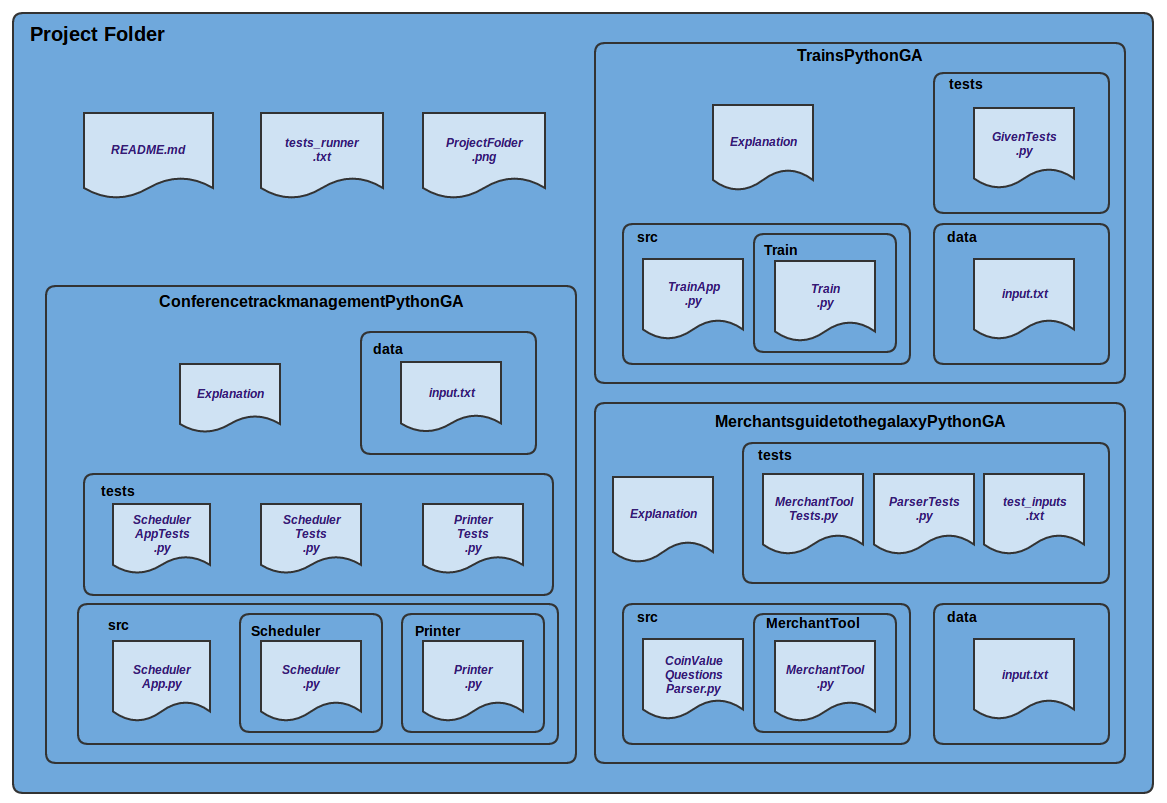 Project Folder
README.md
tests_runner
.txt
ProjectFolder
.png
TrainsPythonGA
Explanation
tests
GivenTests
.py
src
TrainApp
.py
Train
Train
.py
data
input.txt
ConferencetrackmanagementPythonGA
Explanation
data
input.txt
tests
Scheduler
AppTests
.py
Scheduler
Tests
.py
Printer
Tests
.py
src
Scheduler
App.py
Scheduler
Scheduler
.py
Printer
Printer
.py
MerchantsguidetothegalaxyPythonGA
Explanation
tests
MerchantTool
Tests.py
ParserTests
.py
test_inputs
.txt
src
CoinValue
Questions
Parser.py
MerchantTool
MerchantTool
.py
data
input.txt